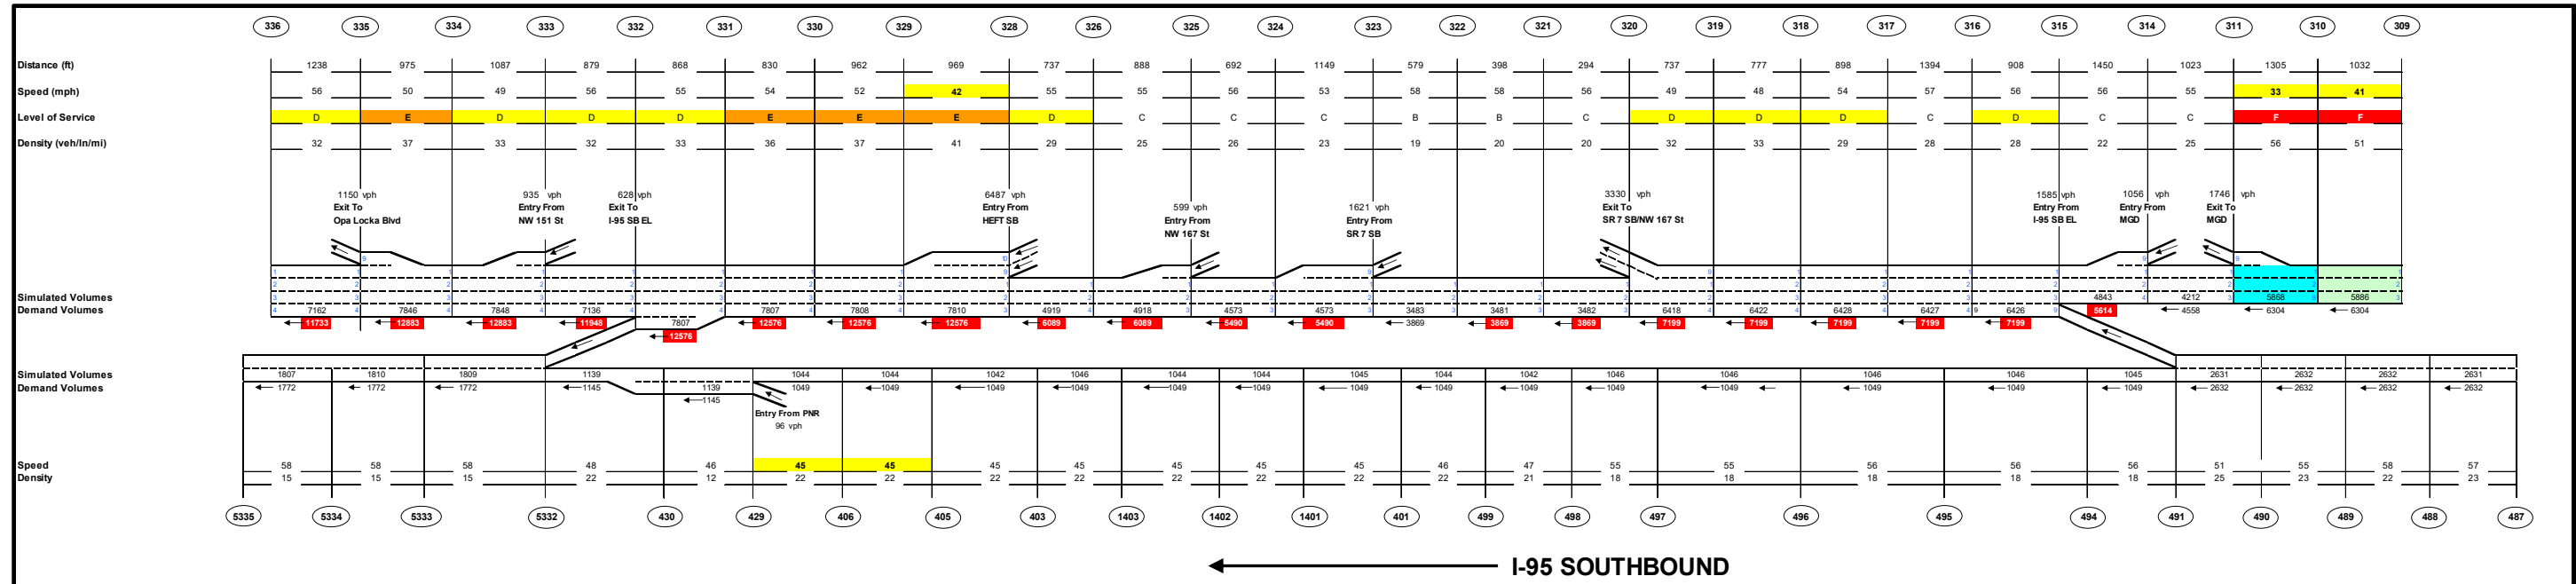 336 335 334 333 332 331 330 329 328 326 325 324 323 322 321 320 319 318 317 316 315 314 311 310 309
Distance (ft) 1238 975 1087 879 868 830 962 969 737 888 692 1149 579 398 294 737 777 898 1394 908 1450 1023 1305 1032
Speed (mph) 56 50 49 56 55 54 52 42 55 55 56 53 58 58 56 49 48 54 57 56 56 55 33 41
Level of Service D E D D D E E E D C C C B B C D D D C D C C F F
Density (veh/ln/mi) 32 37 33 32 33 36 37 41 29 25 26 23 19 20 20 32 33 29 28 28 22 25 56 51
1150 vph
Exit To
Opa Locka Blvd
935 vph
Entry From
NW 151 St
628 vph
Exit To
I-95 SB EL
6487 vph
Entry From
HEFT SB
599 vph
Entry From
NW 167 St
1621 vph
Entry From
SR 7 SB
3330 vph
Exit To
SR 7 SB/NW 167 St
1585 vph
Entry From
I-95 SB EL
1056 vph
Entry From
MGD
1746 vph
Exit To
MGD
Simulated Volumes 7162 7846 7848 7136 7807 7807 7808 7810 4919 4918 4573 4573 3483 3481 3482 6418 6422 6428 6427 6426 4843 4212 5868 5886
Demand Volumes 11733 12883 12883 11948 12576 12576 12576 12576 6089 6089 5490 5490 3869 3869 3869 7199 7199 7199 7199 7199 5614 4558 6304 6304
Simulated Volumes 1807 1810 1809 1139 1139 1044 1044 1042 1046 1044 1044 1045 1044 1042 1046 1046 1046 1046 1045 2631 2632 2632 2631
Demand Volumes 1772 1772 1772 1145 1145 1049 1049 1049 1049 1049 1049 1049 1049 1049 1049 1049 1049 1049 1049 2632 2632 2632 2632
Entry From PNR
96 vph
Speed 58 58 58 48 46 45 45 45 45 45 45 45 46 47 55 55 56 56 56 51 55 58 57
Density 15 15 15 22 12 22 22 22 22 22 22 22 22 21 18 18 18 18 18 25 23 22 23
5335 5334 5333 5332 430 429 406 405 403 1403 1402 1401 401 499 498 497 496 495 494 491 490 489 488 487
I-95 SOUTHBOUND